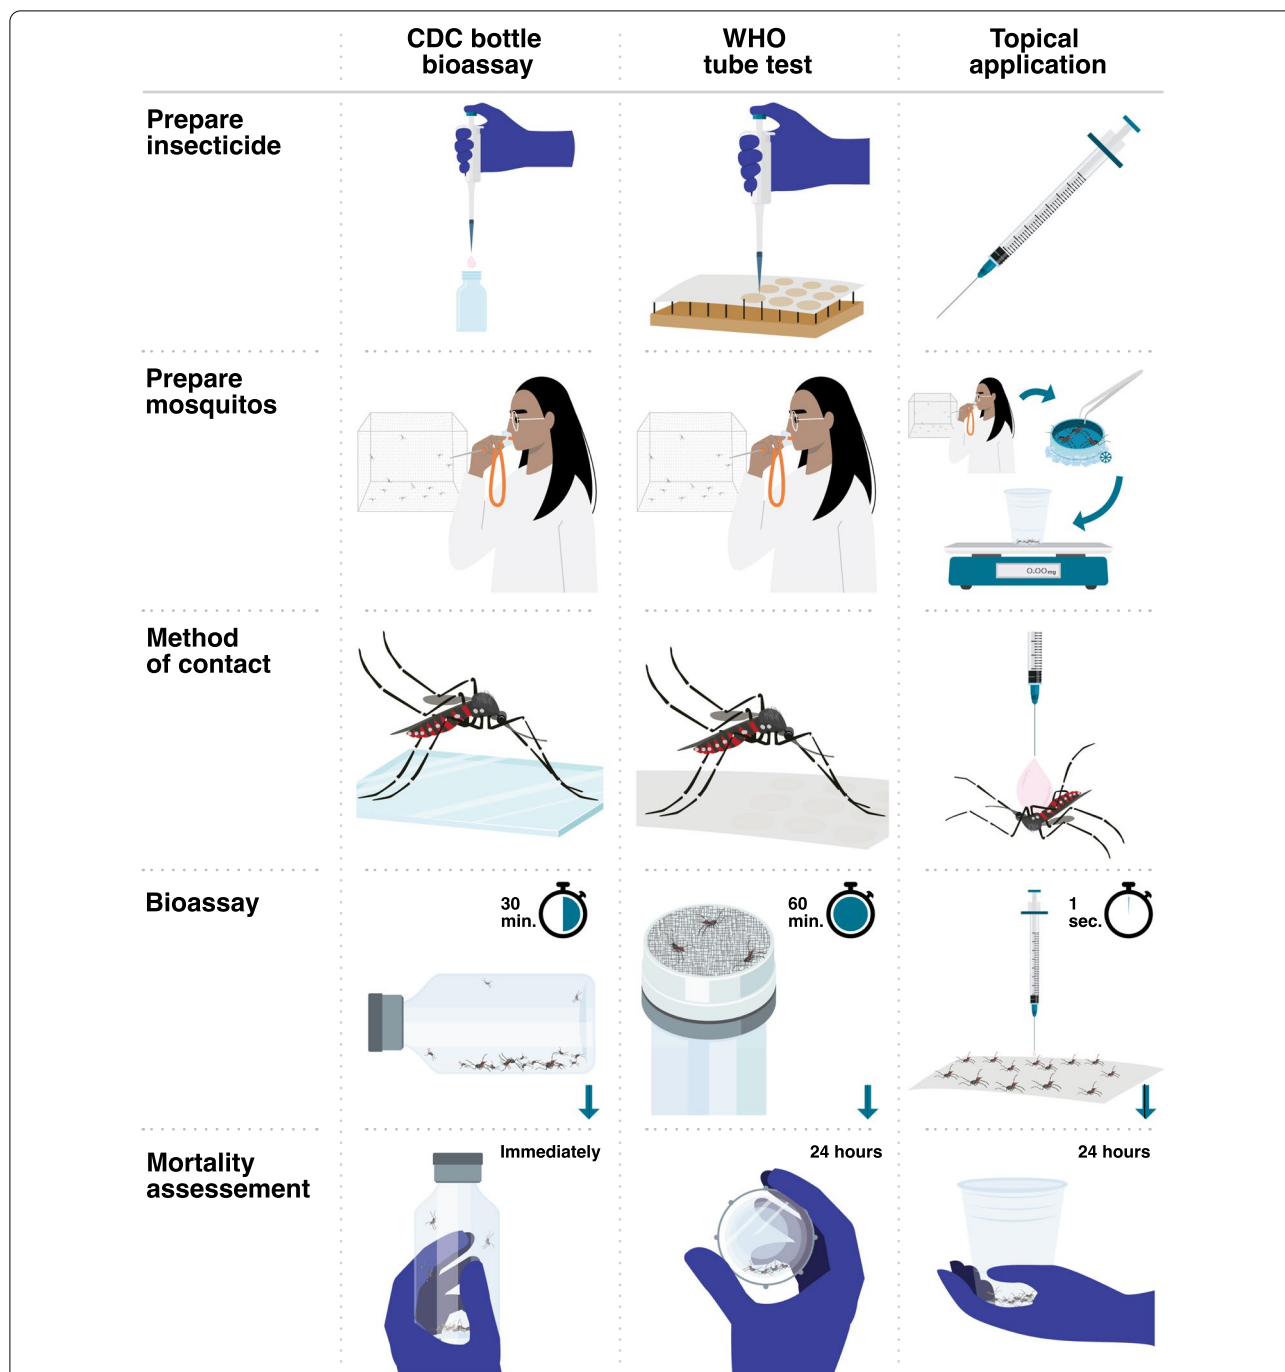 CDC bottle
bioassay
WHO
tube test
Topical
application
Prepare
insecticide
Prepare
mosquitos
0.00mg
Method
of contact
Bioassay
30
min.
60
min.
1
sec.
Mortality
assessement
Immediately
24 hours
24 hours